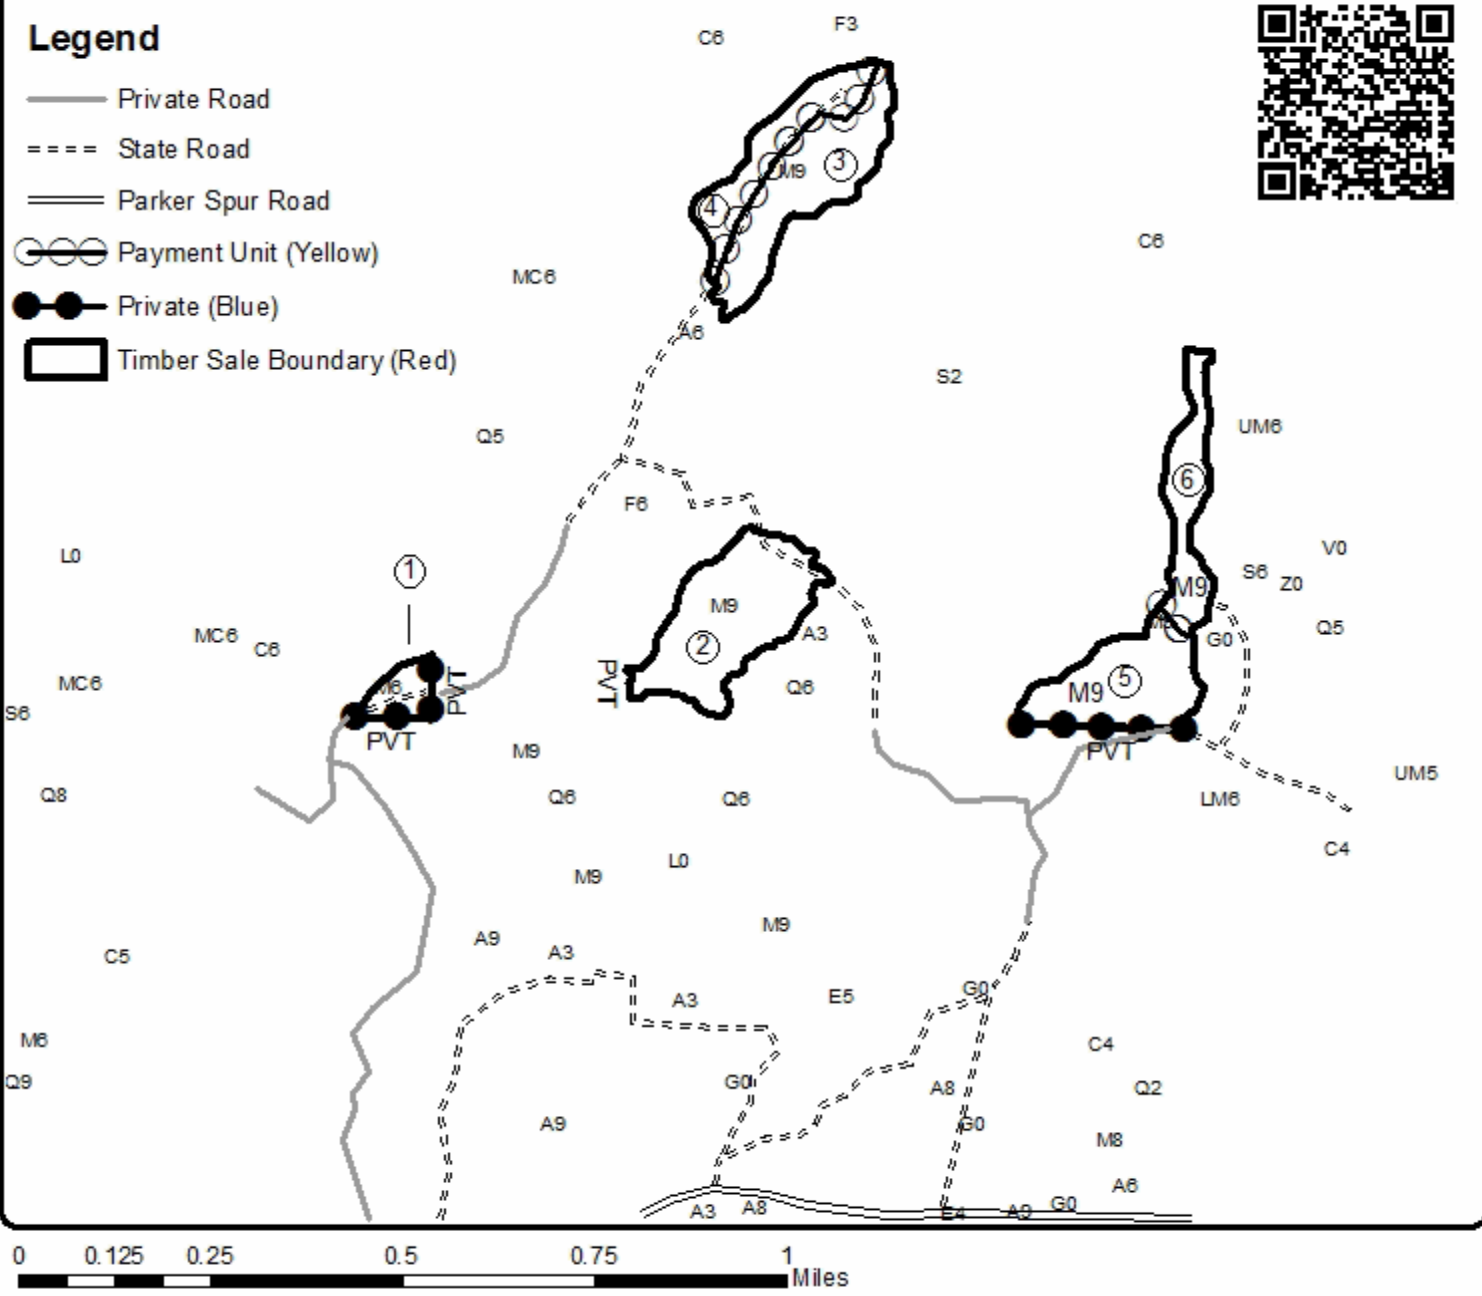 Legend
Private Road
State Road
Parker Spur Road
Payment Unit (Yellow)
Private (Blue)
Timber Sale Boundary (Red)
C6
F3
M9
3
4
C6
MC6
A6
S2
Q5
UM6
6
F6
L0
1
V0
S6
Z0
M9
M9
A3
2
Q5
G0
MC6
C6
MC6
M6
PVT
PVT
Q6
5
M9
S6
PVT
M9
PVT
UM5
Q8
Q6
Q6
LM6
C4
L0
M9
M9
A9
A3
C5
G0
A3
E5
M6
C4
Q9
G0
A8
Q2
A9
G0
M8
A6
A3
A8
E4
A9
G0
0
0.125
0.25
0.5
0.75
1
Miles